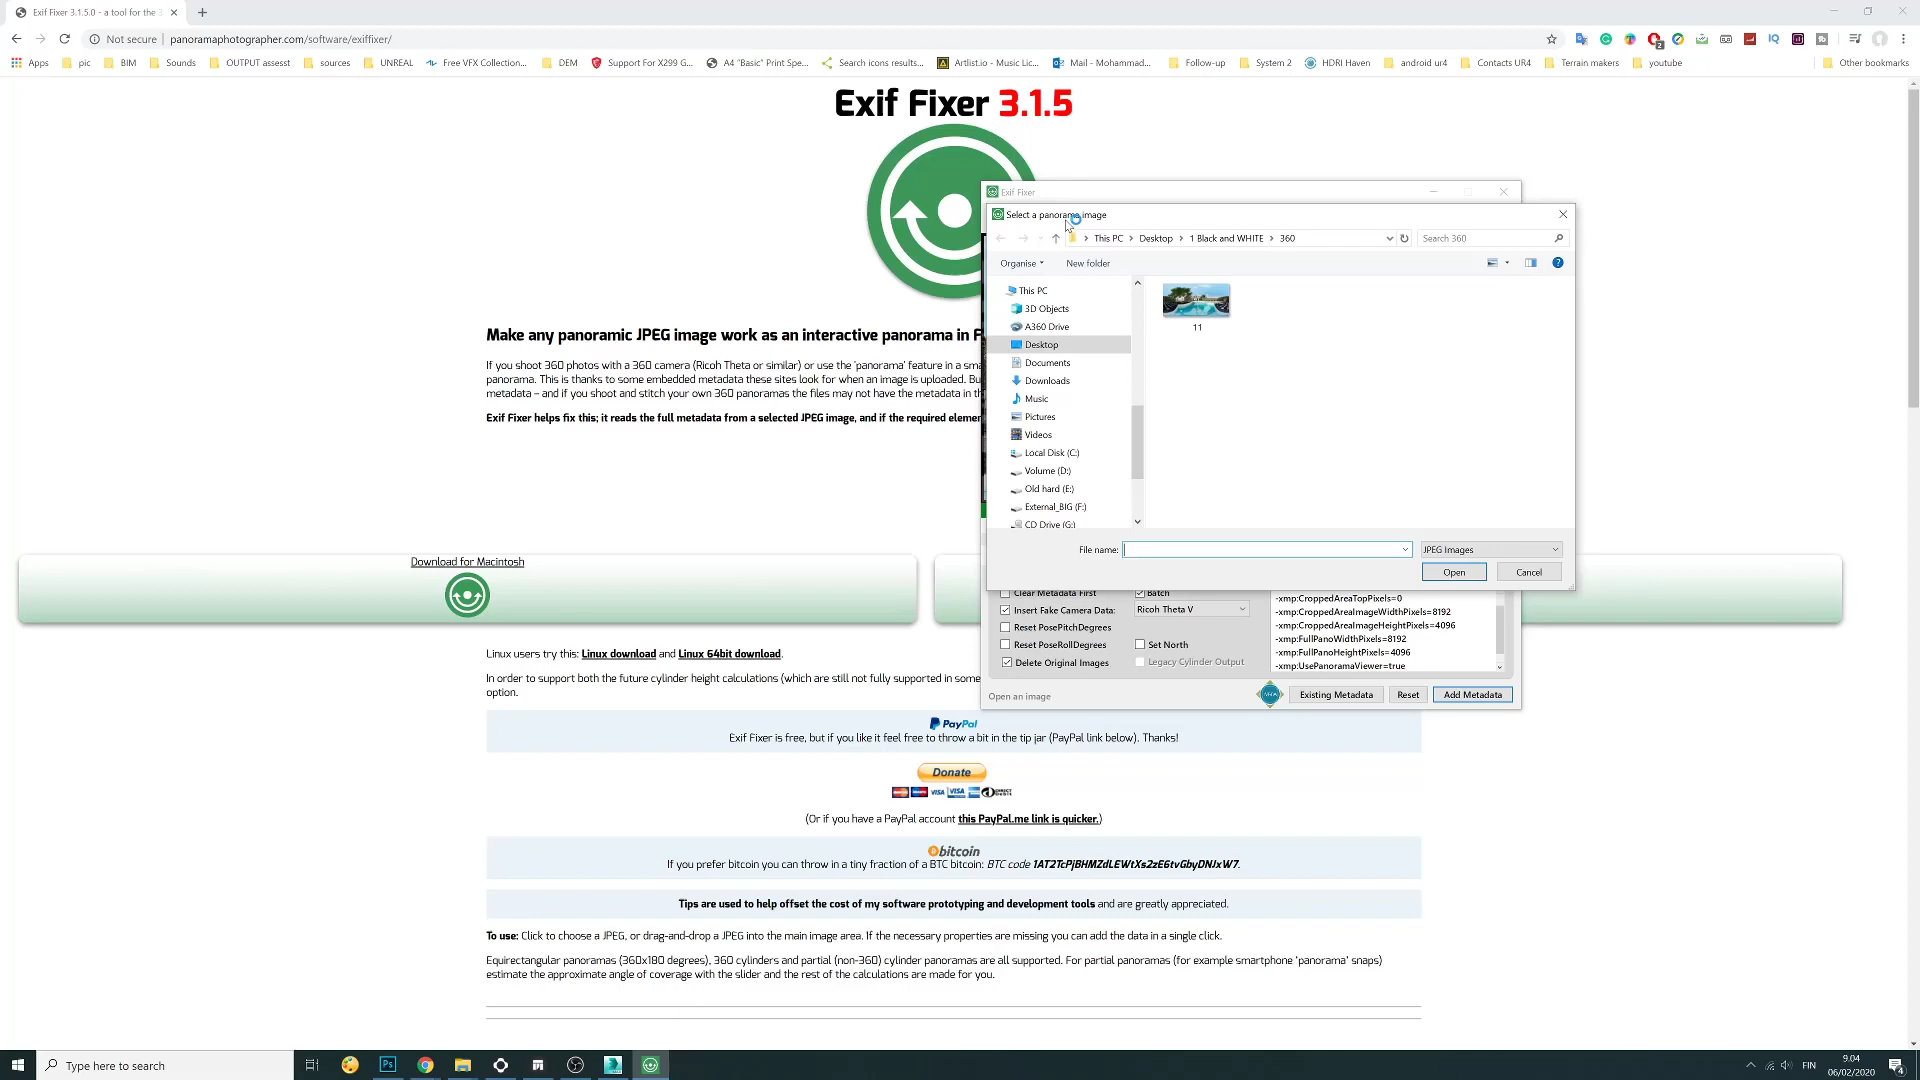 Exif Fixer 3.1.5.0 - a tool for the 3
Not secure
panoramaphotographer.com/software/exiffixer/
2
IQ
Apps
pic
BIM
Sounds
OUTPUT assesst
sources
UNREAL
Free VFX Collection...
DEM
Support For X299 G...
A4 "Basic" Print Spe...
Search icons results...
Artlist.io - Music Lic...
Mail - Mohammad...
Follow-up
System 2
HDRI Haven
android ur4
Contacts UR4
Terrain makers
youtube
Other bookmarks
Exif Fixer 3.1.5
Exif Fixer
Select a panorama image
This PC
Desktop
1 Black and WHITE
360
Search 360
Organise
New folder
This PC
3D Objects
A360 Drive
Desktop
Documents
Downloads
Music
Pictures
Videos
Local Disk (C:)
Volume (D:)
Old hard (E:)
External_BIG (F:)
CD Drive (G:)
11
File name:
JPEG Images
Open
Cancel
Make any panoramic JPEG image work as an interactive panorama in F
If you shoot 360 photos with a 360 camera (Ricoh Theta or similar) or use the 'panorama' feature in a sma
panorama. This is thanks to some embedded metadata these sites look for when an image is uploaded. Bu
metadata – and if you shoot and stitch your own 360 panoramas the files may not have the metadata in th
Exif Fixer helps fix this; it reads the full metadata from a selected JPEG image, and if the required eleme
Download for Macintosh
Clear Metadata First
Batch
Insert Fake Camera Data:
Ricoh Theta V
Reset PosePitchDegrees
Reset PoseRollDegrees
Set North
Delete Original Images
Legacy Cylinder Output
-xmp:CroppedAreaTopPixels=0
-xmp:CroppedAreaImageWidthPixels=8192
-xmp:CroppedAreaImageHeightPixels=4096
-xmp:FullPanoWidthPixels=8192
-xmp:FullPanoHeightPixels=4096
-xmp:UsePanoramaViewer=true
Open an image
Existing Metadata
Reset
Add Metadata
Linux users try this: Linux download and Linux 64bit download.
In order to support both the future cylinder height calculations (which are still not fully supported in some
option.
PayPal
Exif Fixer is free, but if you like it feel free to throw a bit in the tip jar (PayPal link below). Thanks!
Donate
VISA
(Or if you have a PayPal account this PayPal.me link is quicker.)
bitcoin
If you prefer bitcoin you can throw in a tiny fraction of a BTC bitcoin: BTC code 1AT2TcPjBHMZdLEWtXs2zE6tvGbyDNJxW7.
Tips are used to help offset the cost of my software prototyping and development tools and are greatly appreciated.
To use: Click to choose a JPEG, or drag-and-drop a JPEG into the main image area. If the necessary properties are missing you can add the data in a single click.
Equirectangular panoramas (360x180 degrees), 360 cylinders and partial (non-360) cylinder panoramas are all supported. For partial panoramas (for example smartphone 'panorama' snaps)
estimate the approximate angle of coverage with the slider and the rest of the calculations are made for you.
Type here to search
Ps
FIN
9.04
06/02/2020
4